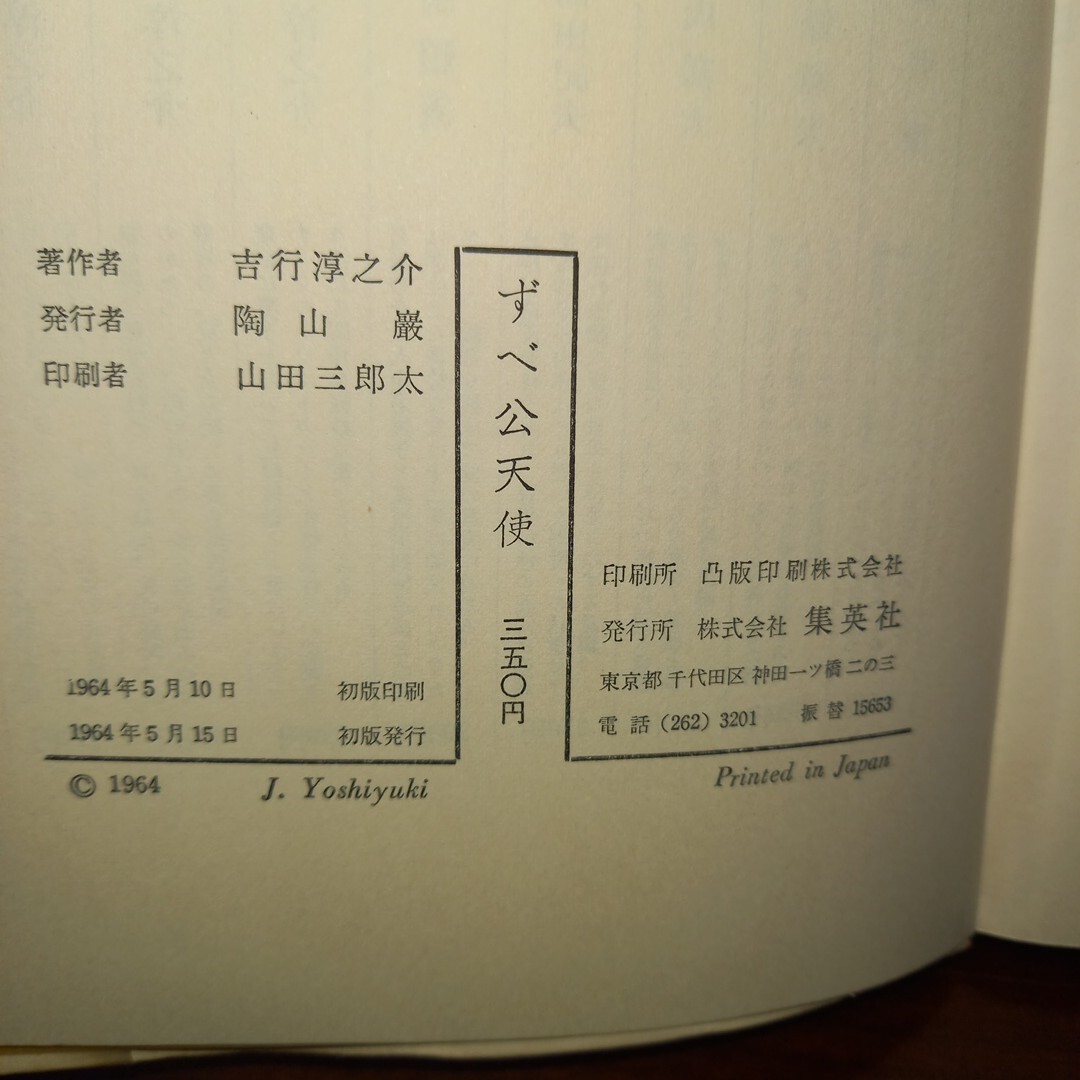 著作者 吉行淳之介
発行者 陶山巖
印刷者 山田三郎太
1964年5月10日 初版印刷
1964年5月15日 初版発行
© 1964 J. Yoshiyuki
ずべ公天使 三五〇円
印刷所 凸版印刷株式会社
発行所 株式会社 集英社
東京都千代田区神田一ツ橋二の三
電話(262)3201 振替15653
Printed in Japan